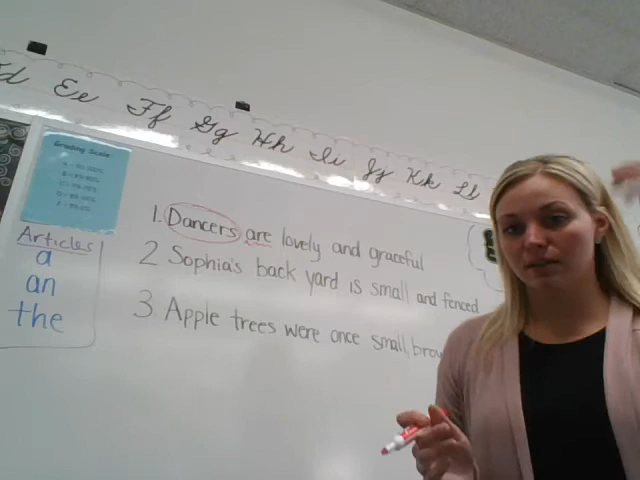 d Ee Ff Gg Hh Ii Jj Kk Ll
Grading Scale
Articles
a
an
the
1. Dancers are lovely and graceful
2 Sophia's back yard is small and fenced
3. Apple trees were once small, brow